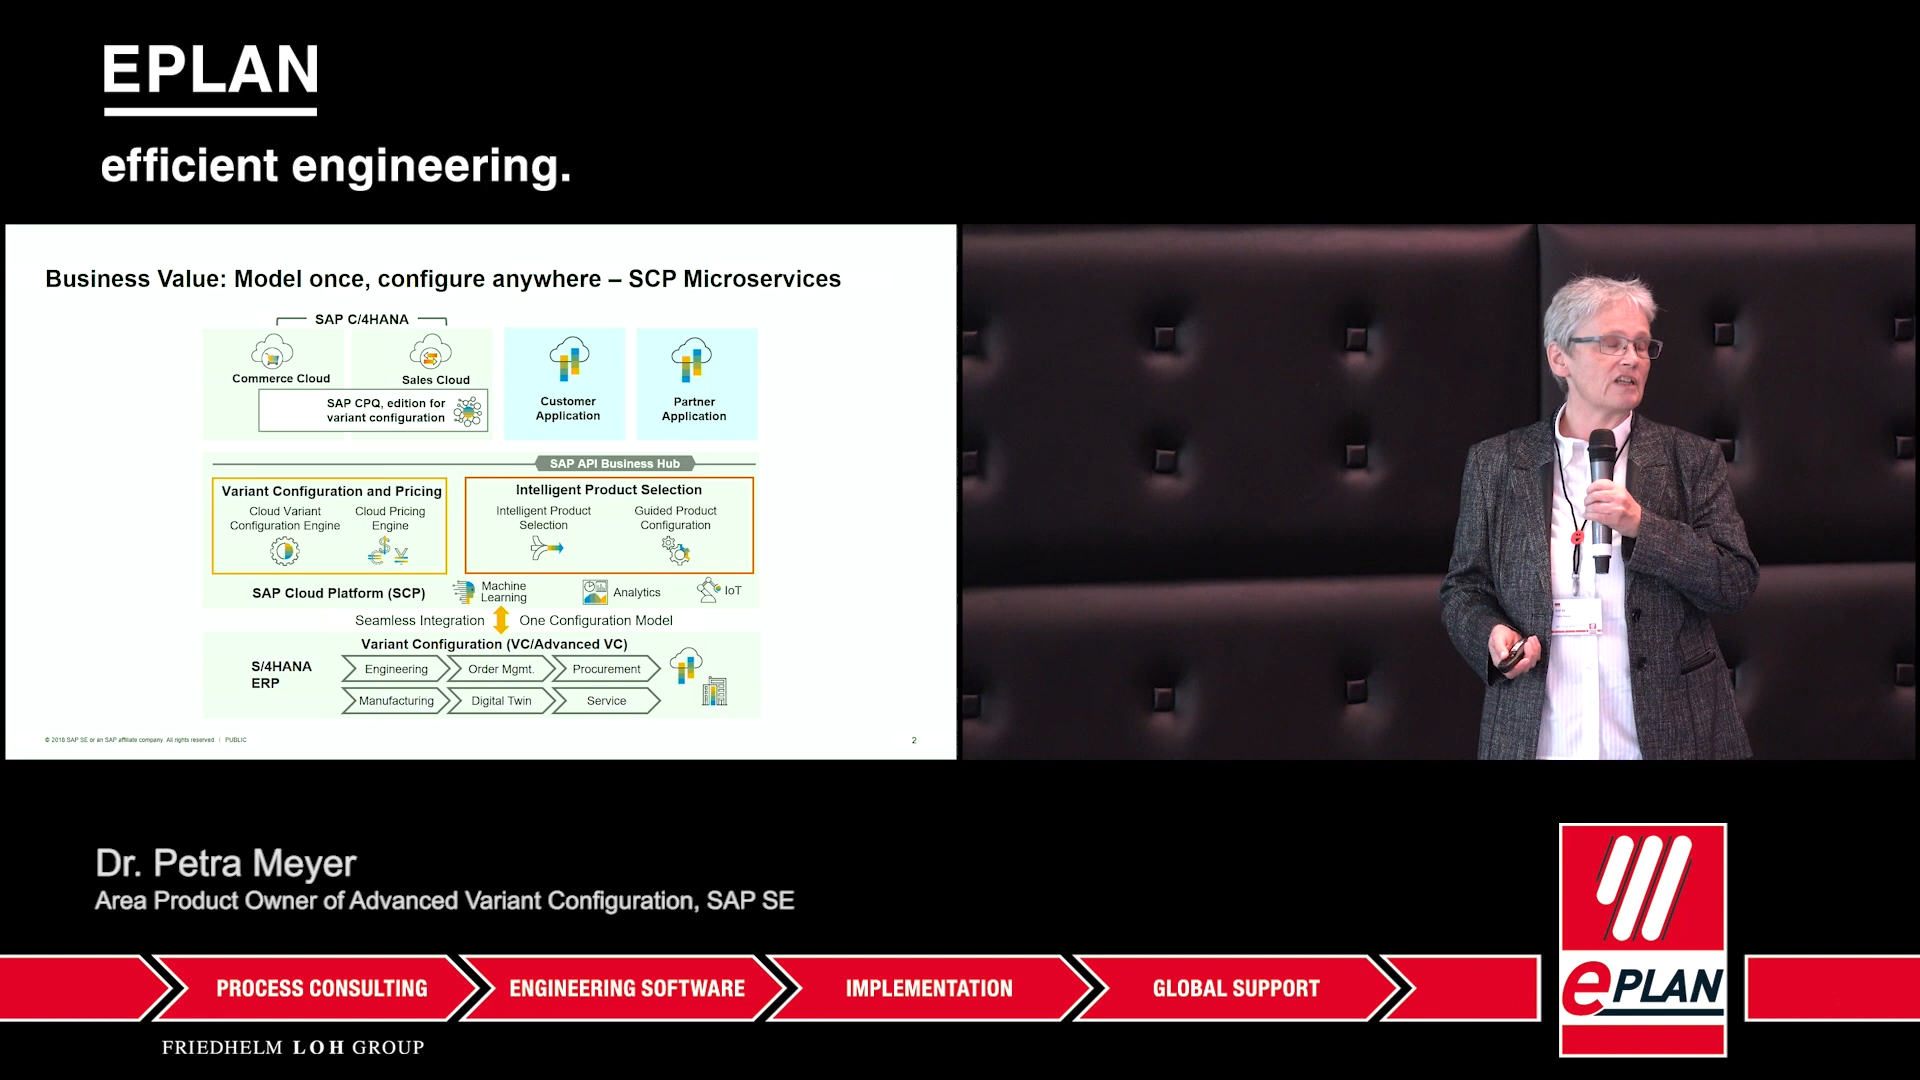 EPLAN
efficient engineering.
Business Value: Model once, configure anywhere – SCP Microservices
SAP C/4HANA
Commerce Cloud
Sales Cloud
SAP CPQ, edition for
variant configuration
Customer
Application
Partner
Application
SAP API Business Hub
Variant Configuration and Pricing
Cloud Variant
Configuration Engine
Cloud Pricing
Engine
Intelligent Product Selection
Intelligent Product
Selection
Guided Product
Configuration
SAP Cloud Platform (SCP)
Machine
Learning
Analytics
IoT
Seamless Integration
One Configuration Model
Variant Configuration (VC/Advanced VC)
S/4HANA
ERP
Engineering
Order Mgmt.
Procurement
Manufacturing
Digital Twin
Service
© 2018 SAP SE or an SAP affiliate company. All rights reserved. | PUBLIC
2
Dr. Petra Meyer
Area Product Owner of Advanced Variant Configuration, SAP SE
PROCESS CONSULTING
ENGINEERING SOFTWARE
IMPLEMENTATION
GLOBAL SUPPORT
ePLAN
FRIEDHELM LOH GROUP